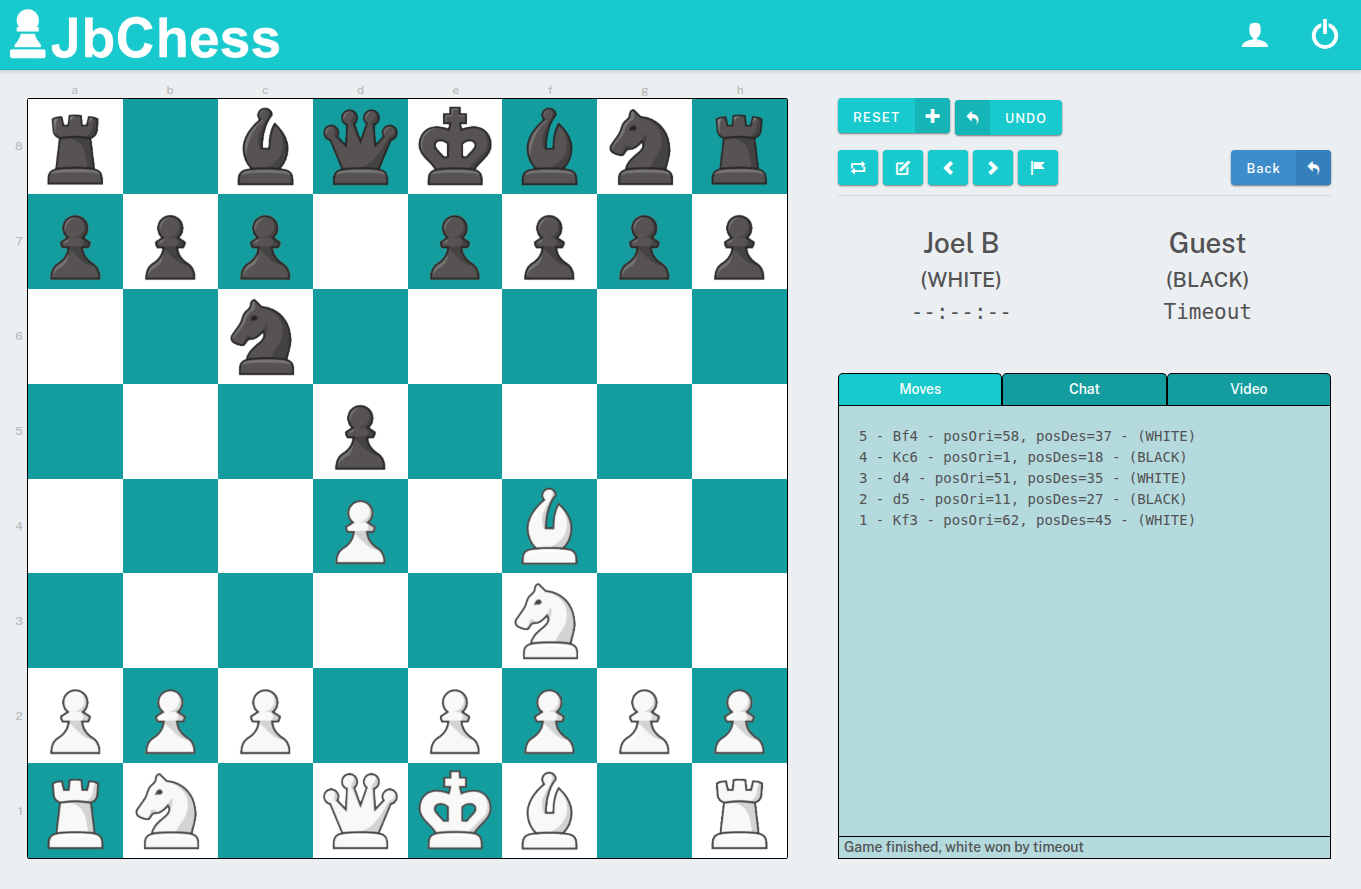 JbChess
a b c d e f g h
8
7
6
5
4
3
2
1
RESET UNDO
Back
Joel B Guest
(WHITE) (BLACK)
--:--:-- Timeout
Moves Chat Video
5 - Bf4 - posOri=58, posDes=37 - (WHITE)
4 - Kc6 - posOri=1, posDes=18 - (BLACK)
3 - d4 - posOri=51, posDes=35 - (WHITE)
2 - d5 - posOri=11, posDes=27 - (BLACK)
1 - Kf3 - posOri=62, posDes=45 - (WHITE)
Game finished, white won by timeout